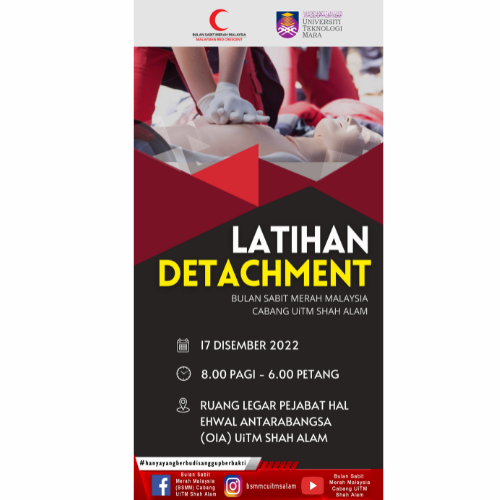 BULAN SABIT MERAH MALAYSIA
MALAYSIAN RED CRESCENT
UNIVERSITI
TEKNOLOGI
MARA
LATIHAN
DETACHMENT
BULAN SABIT MERAH MALAYSIA
CABANG UiTM SHAH ALAM
17 DISEMBER 2022
8.00 PAGI - 6.00 PETANG
RUANG LEGAR PEJABAT HAL
EHWAL ANTARABANGSA
(OIA) UiTM SHAH ALAM
#hanyayangberbudisanggupberbakti
Bulan Sabit
Merah Malaysia
(BSMM) Cabang
UiTM Shah Alam
bsmmcuitmsalam
Bulan Sabit
Merah Malaysia
Cabang UiTM
Shah Alam